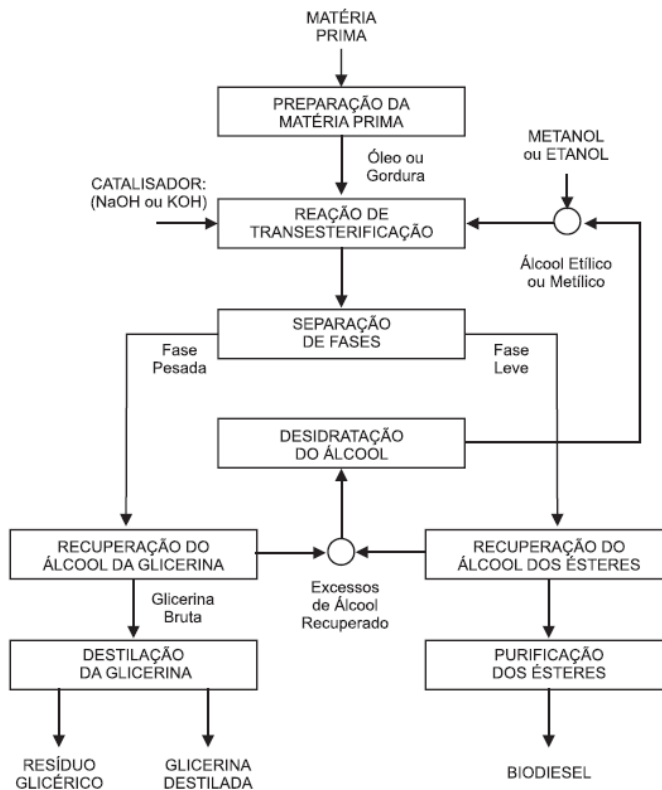 MATÉRIA
PRIMA
PREPARAÇÃO DA
MATÉRIA PRIMA
Óleo ou
Gordura
METANOL
ou ETANOL
CATALISADOR:
(NaOH ou KOH)
REAÇÃO DE
TRANSESTERIFICAÇÃO
Álcool Etílico
ou Metílico
SEPARAÇÃO
DE FASES
Fase
Pesada
Fase
Leve
DESIDRATAÇÃO
DO ÁLCOOL
RECUPERAÇÃO DO
ÁLCOOL DA GLICERINA
RECUPERAÇÃO DO
ÁLCOOL DOS ÉSTERES
Excessos
de Álcool
Recuperado
Glicerina
Bruta
DESTILAÇÃO
DA GLICERINA
PURIFICAÇÃO
DOS ÉSTERES
RESÍDUO
GLICÉRICO
GLICERINA
DESTILADA
BIODIESEL